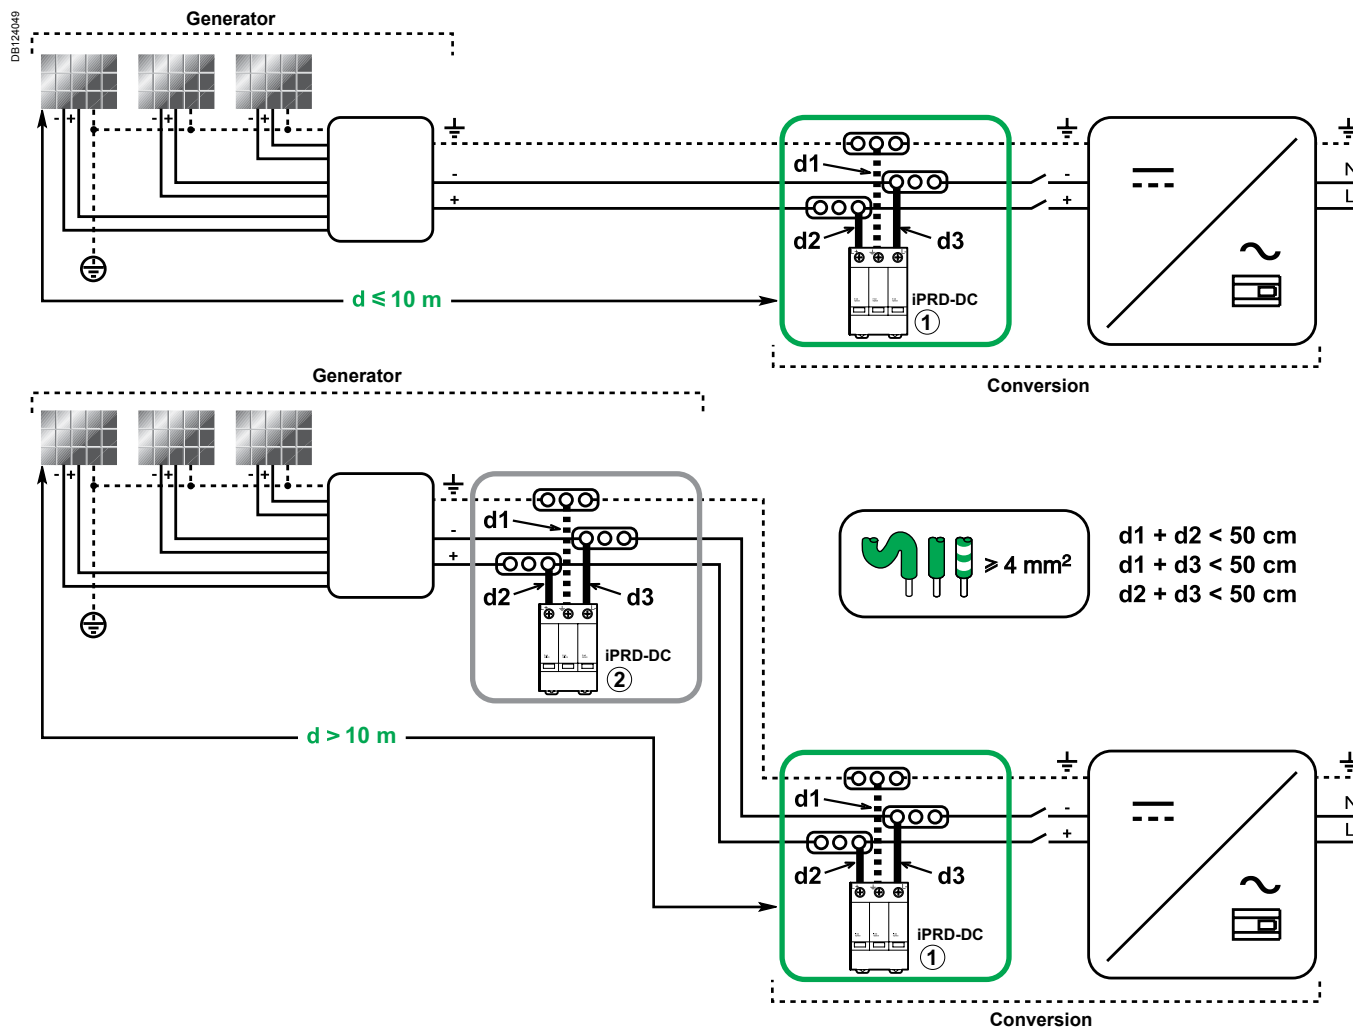 DB124049
Generator
- + - + - +
-
+
d1
d2
d3
iPRD-DC
1
-
+
N
L
d ≤ 10 m
Conversion
Generator
- + - + - +
-
+
d1
d2
d3
iPRD-DC
2
≥ 4 mm²
d1 + d2 < 50 cm
d1 + d3 < 50 cm
d2 + d3 < 50 cm
d > 10 m
d1
d2
d3
iPRD-DC
1
-
+
N
L
Conversion